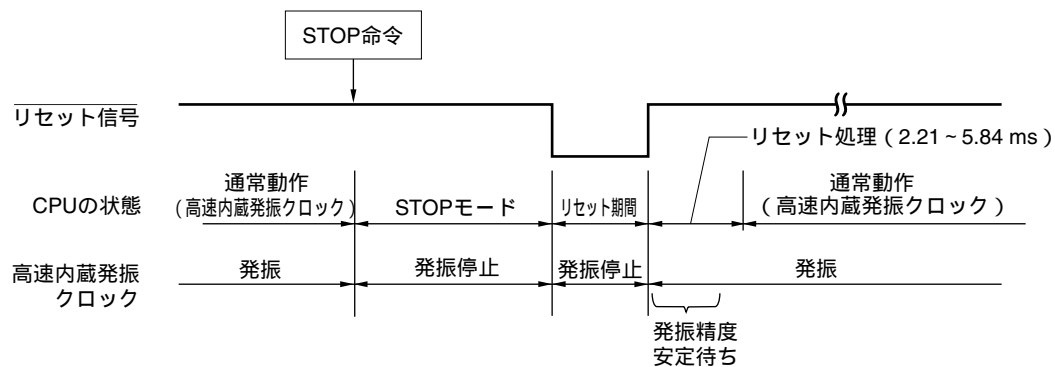 STOP命令
リセット信号
リセット処理（2.21～5.84 ms）
CPUの状態
通常動作
（高速内蔵発振クロック）
STOPモード
リセット期間
通常動作
（高速内蔵発振クロック）
高速内蔵発振
クロック
発振
発振停止
発振停止
発振
発振精度
安定待ち